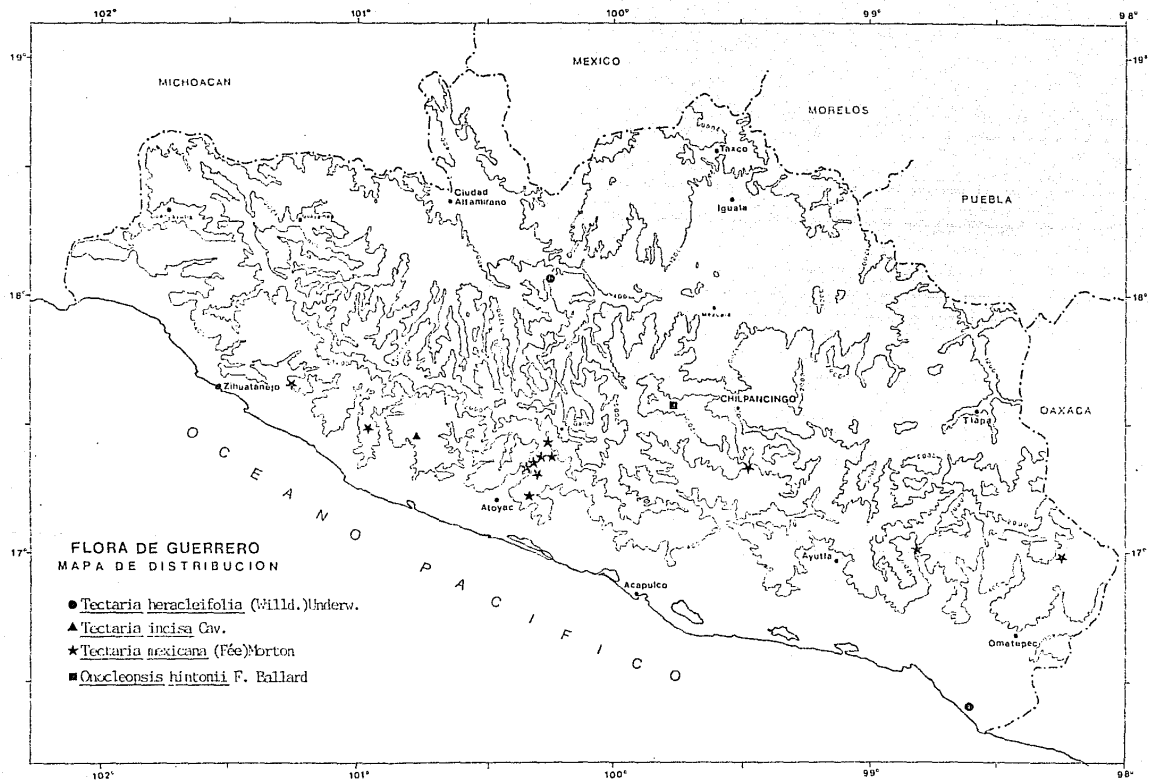 102° 101° 100° 99° 98°
19° 19°
MICHOACAN
MEXICO
MORELOS
PUEBLA
OAXACA
Taxco
Iguala
Ciudad
Altamirano
18° 18°
Zihuatanejo
CHILPANCINGO
Tlapa
Atoyac
Ayutla
Acapulco
Ometepec
17° 17°
OCEANO PACIFICO
FLORA DE GUERRERO
MAPA DE DISTRIBUCION
Tectaria heracleifolia (Willd.)Underw.
Tectaria incisa Cav.
Tectaria mexicana (Fée)Morton
Onocleopsis hintonii F. Ballard
102° 101° 100° 99° 98°